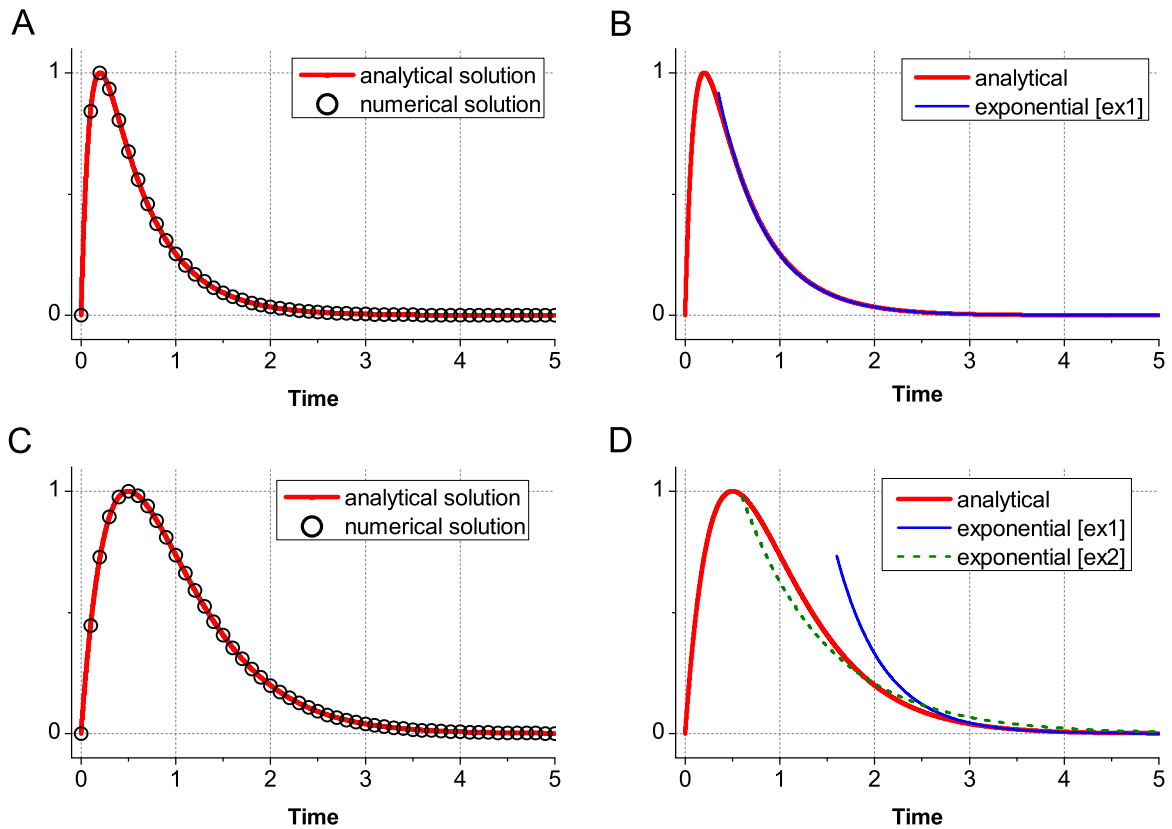 A
1
0
analytical solution
numerical solution
0 1 2 3 4 5
Time
B
1
0
analytical
exponential [ex1]
0 1 2 3 4 5
Time
C
1
0
analytical solution
numerical solution
0 1 2 3 4 5
Time
D
1
0
analytical
exponential [ex1]
exponential [ex2]
0 1 2 3 4 5
Time